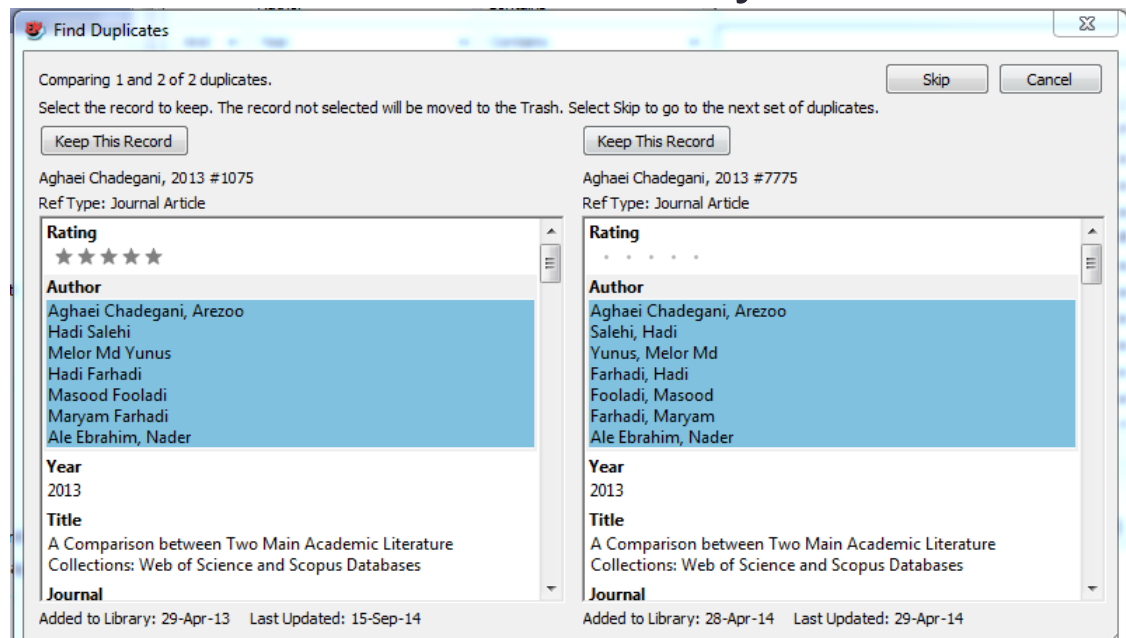 Find Duplicates
Comparing 1 and 2 of 2 duplicates.
Skip
Cancel
Select the record to keep. The record not selected will be moved to the Trash. Select Skip to go to the next set of duplicates.
Keep This Record
Aghaei Chadegani, 2013 #1075
Ref Type: Journal Article
Rating
Author
Aghaei Chadegani, Arezoo
Hadi Salehi
Melor Md Yunus
Hadi Farhadi
Masood Fooladi
Maryam Farhadi
Ale Ebrahim, Nader
Year
2013
Title
A Comparison between Two Main Academic Literature
Collections: Web of Science and Scopus Databases
Journal
Added to Library: 29-Apr-13 Last Updated: 15-Sep-14
Keep This Record
Aghaei Chadegani, 2013 #7775
Ref Type: Journal Article
Rating
Author
Aghaei Chadegani, Arezoo
Salehi, Hadi
Yunus, Melor Md
Farhadi, Hadi
Fooladi, Masood
Farhadi, Maryam
Ale Ebrahim, Nader
Year
2013
Title
A Comparison between Two Main Academic Literature
Collections: Web of Science and Scopus Databases
Journal
Added to Library: 28-Apr-14 Last Updated: 29-Apr-14